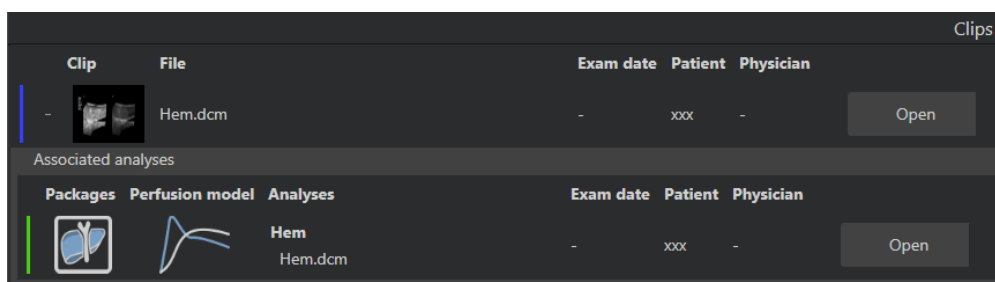 Clips
Clip File Exam date Patient Physician
- Hem.dcm - xxx - Open
Associated analyses
Packages Perfusion model Analyses Exam date Patient Physician
Hem
Hem.dcm - xxx - Open